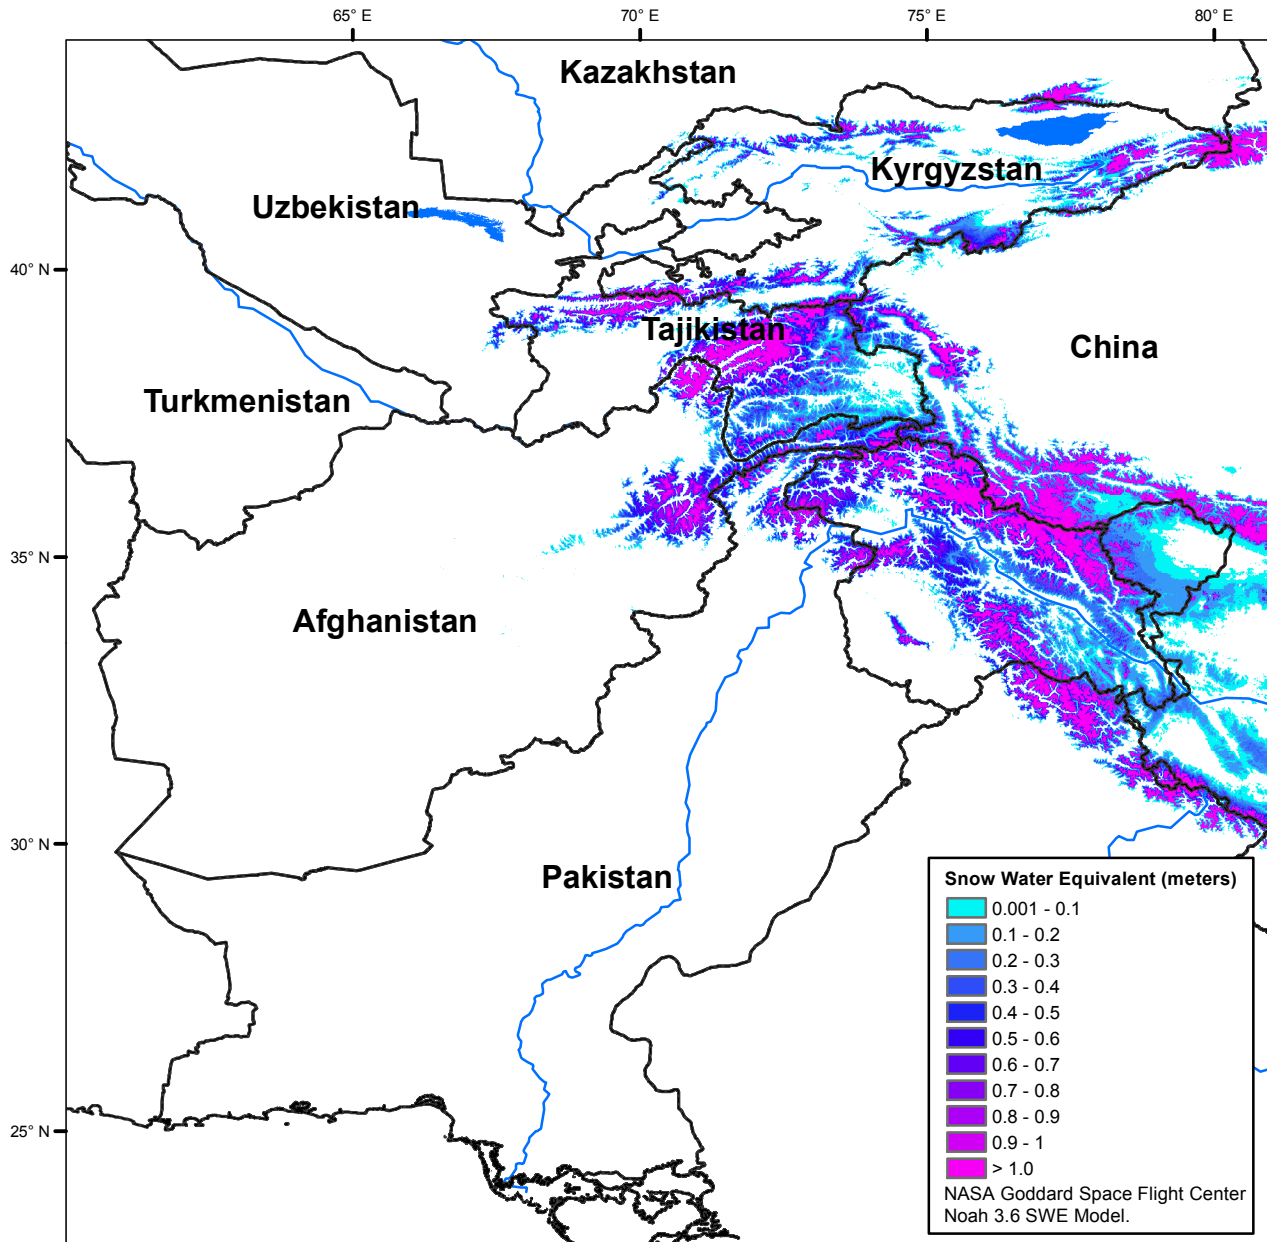 65° E
70° E
75° E
80° E
Kazakhstan
Kyrgyzstan
Uzbekistan
40° N
Tajikistan
China
Turkmenistan
35° N
Afghanistan
30° N
Pakistan
Snow Water Equivalent (meters)
0.001 - 0.1
0.1 - 0.2
0.2 - 0.3
0.3 - 0.4
0.4 - 0.5
0.5 - 0.6
0.6 - 0.7
0.7 - 0.8
0.8 - 0.9
0.9 - 1
> 1.0
NASA Goddard Space Flight Center
Noah 3.6 SWE Model.
25° N